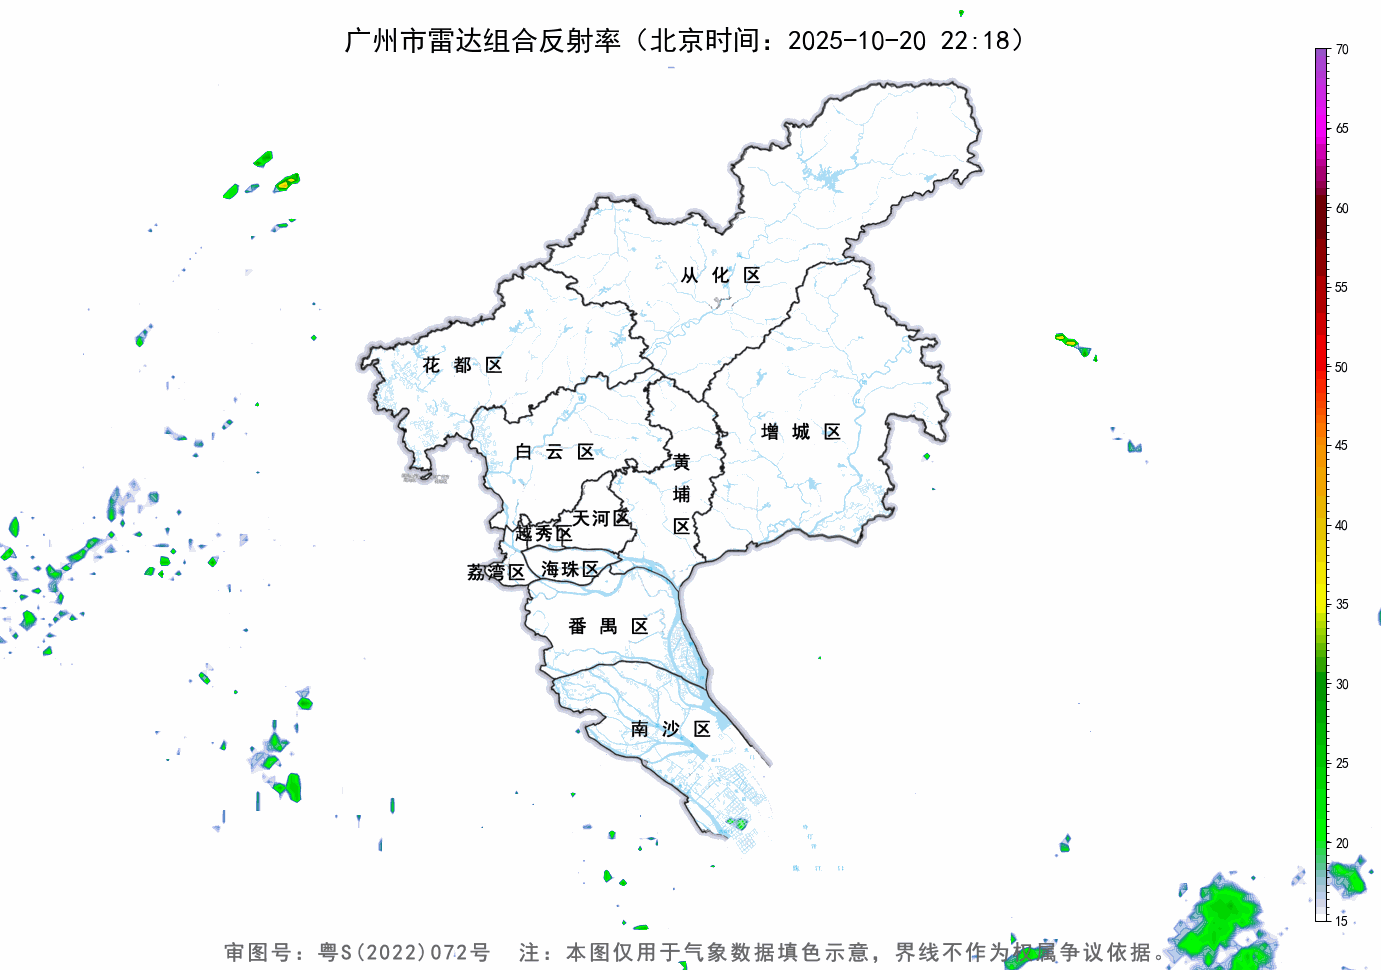 广州市雷达组合反射率（北京时间：2025-10-20 22:18）
70
65
60
55
50
45
40
35
30
25
20
15
从化区
花都区
增城区
白云区
黄埔区
天河区
越秀区
荔湾区
海珠区
番禺区
南沙区
审图号：粤S(2022)072号 注：本图仅用于气象数据填色示意，界线不作为权属争议依据。